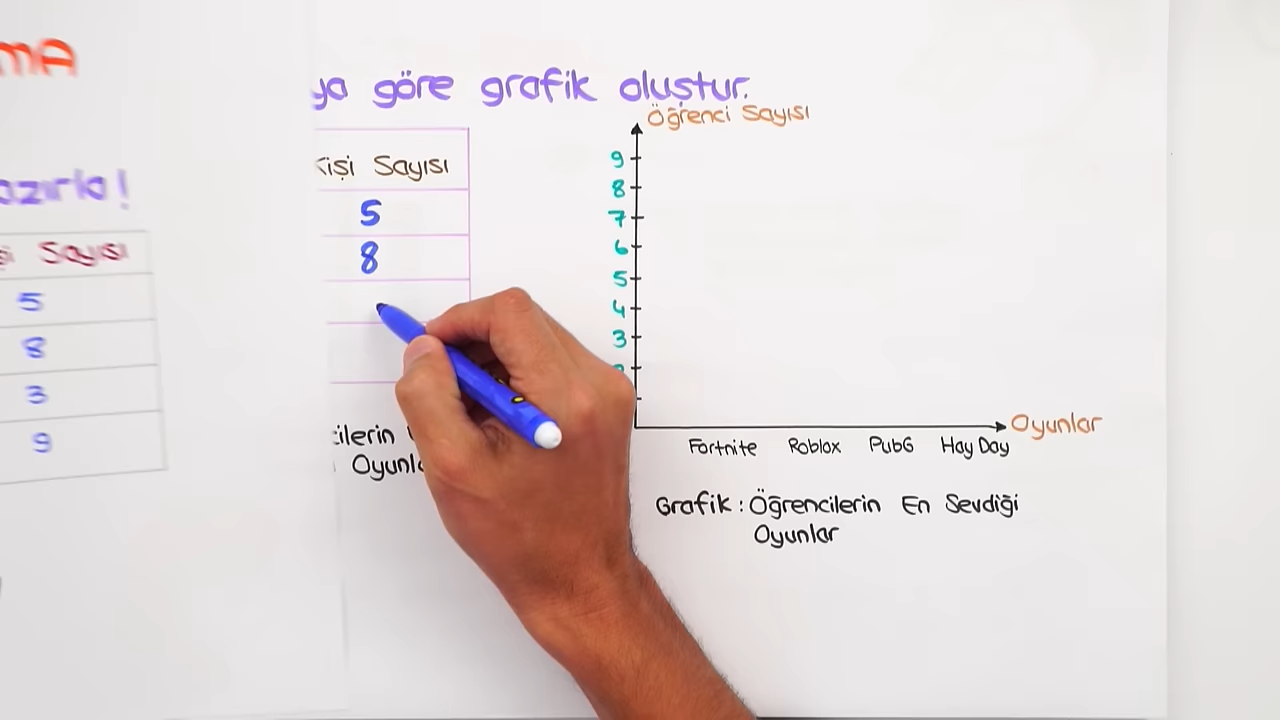 ya göre grafik oluştur.
Sayısı
5
8
3
9
Kişi Sayısı
5
8
Oyunl
Öğrenci Sayısı
9
8
7
6
5
4
3
Oyunlar
Fortnite Roblox PubG Hay Day
Grafik : Öğrencilerin En Sevdiği
Oyunlar